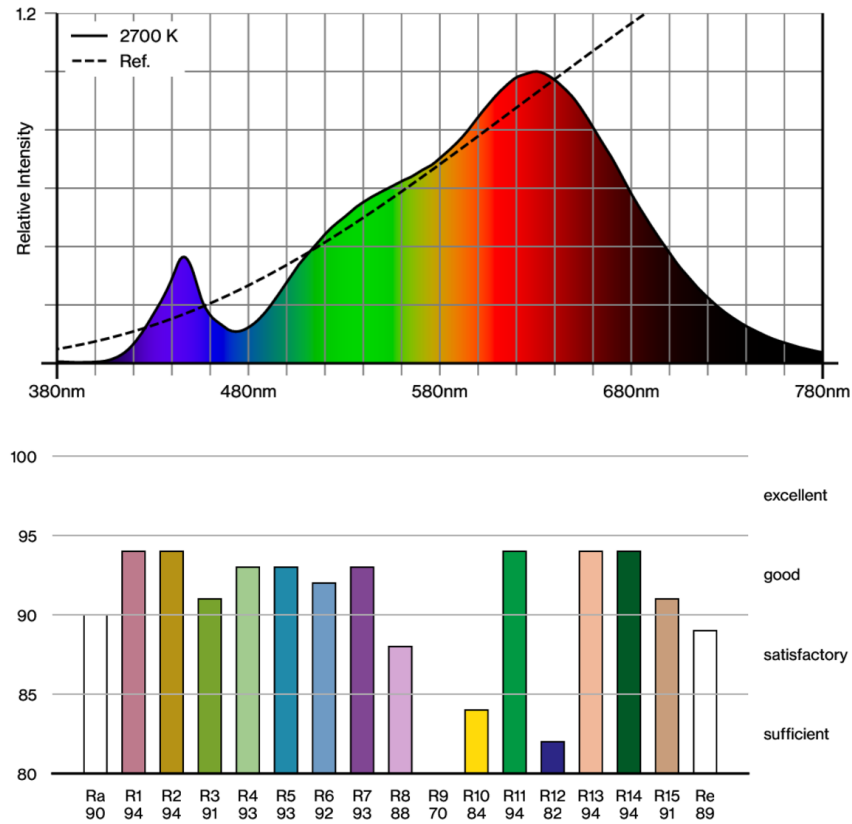 1.2
2700 K
Ref.
Relative Intensity
380nm 480nm 580nm 680nm 780nm
100
excellent
95
good
90
satisfactory
85
sufficient
80
Ra R1 R2 R3 R4 R5 R6 R7 R8 R9 R10 R11 R12 R13 R14 R15 Re
90 94 94 91 93 93 92 93 88 70 84 94 82 94 94 91 89